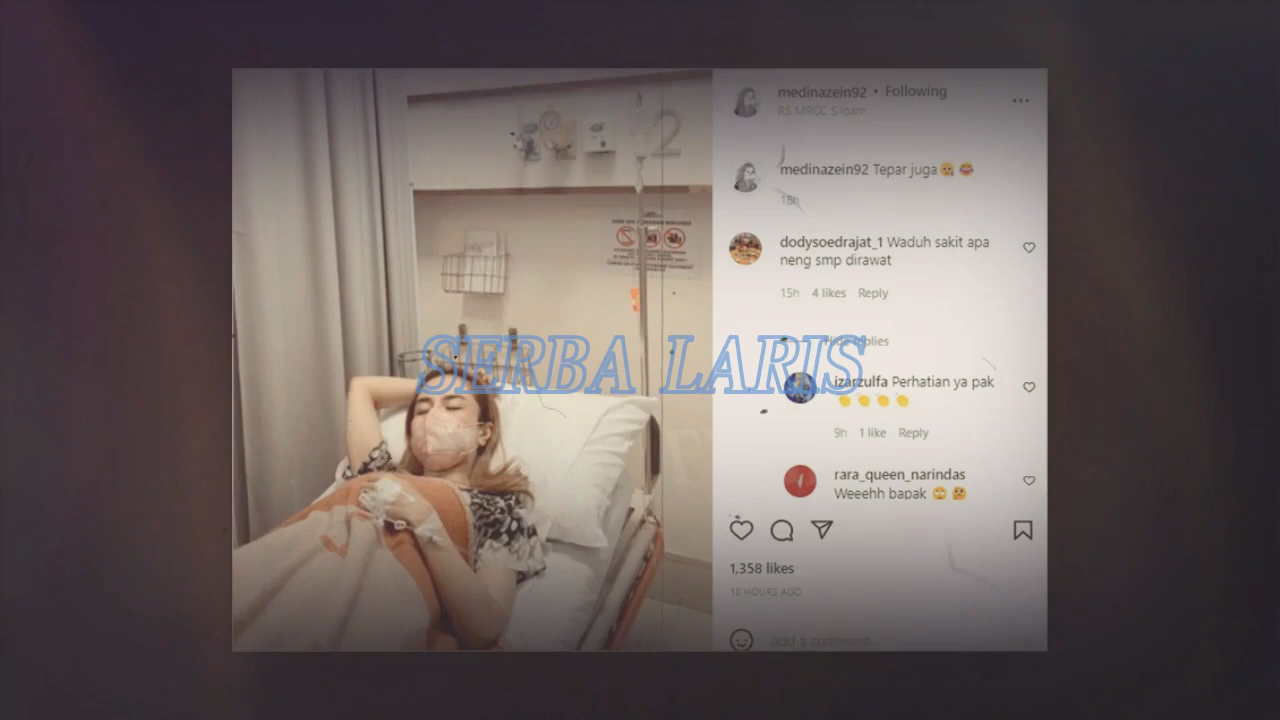 medinazein92 • Following
RS MRCC Siloam
medinazein92 Tepar juga🤒 😂
18h
dodysoedrajat_1 Waduh sakit apa
neng smp dirawat
15h 4 likes Reply
Hide replies
SERBA LARIS
izarzulfa Perhatian ya pak
👏 👏 👏 👏
9h 1 like Reply
rara_queen_narindas
Weeehh bapak 🙄 🤔
1,358 likes
18 HOURS AGO
Add a comment...